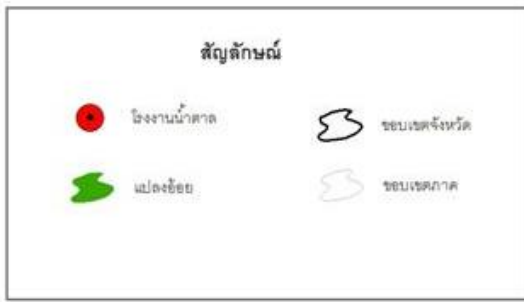 สัญลักษณ์
โรงงานน้ำตาล
ขอบเขตจังหวัด
แปลงอ้อย
ขอบเขตภาค